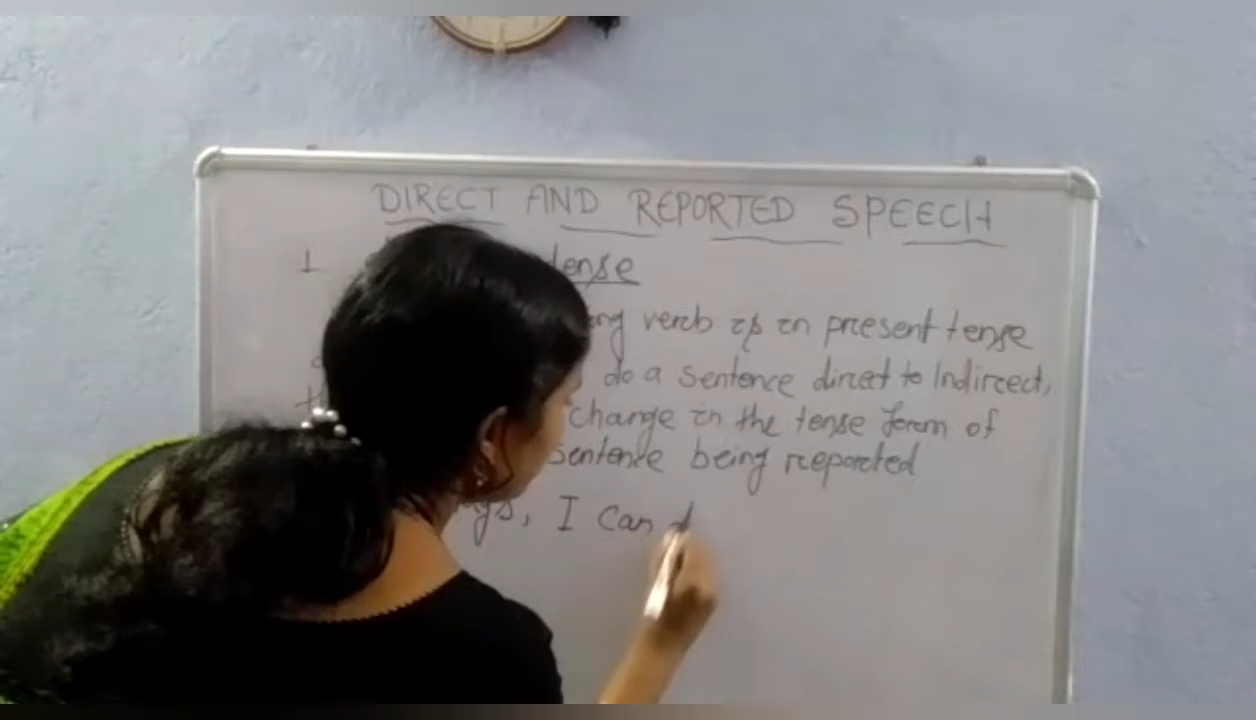 DIRECT AND REPORTED SPEECH
1 tense
verb is in present tense
do a sentence direct to Indirect,
change in the tense form of
sentence being reported
, I can